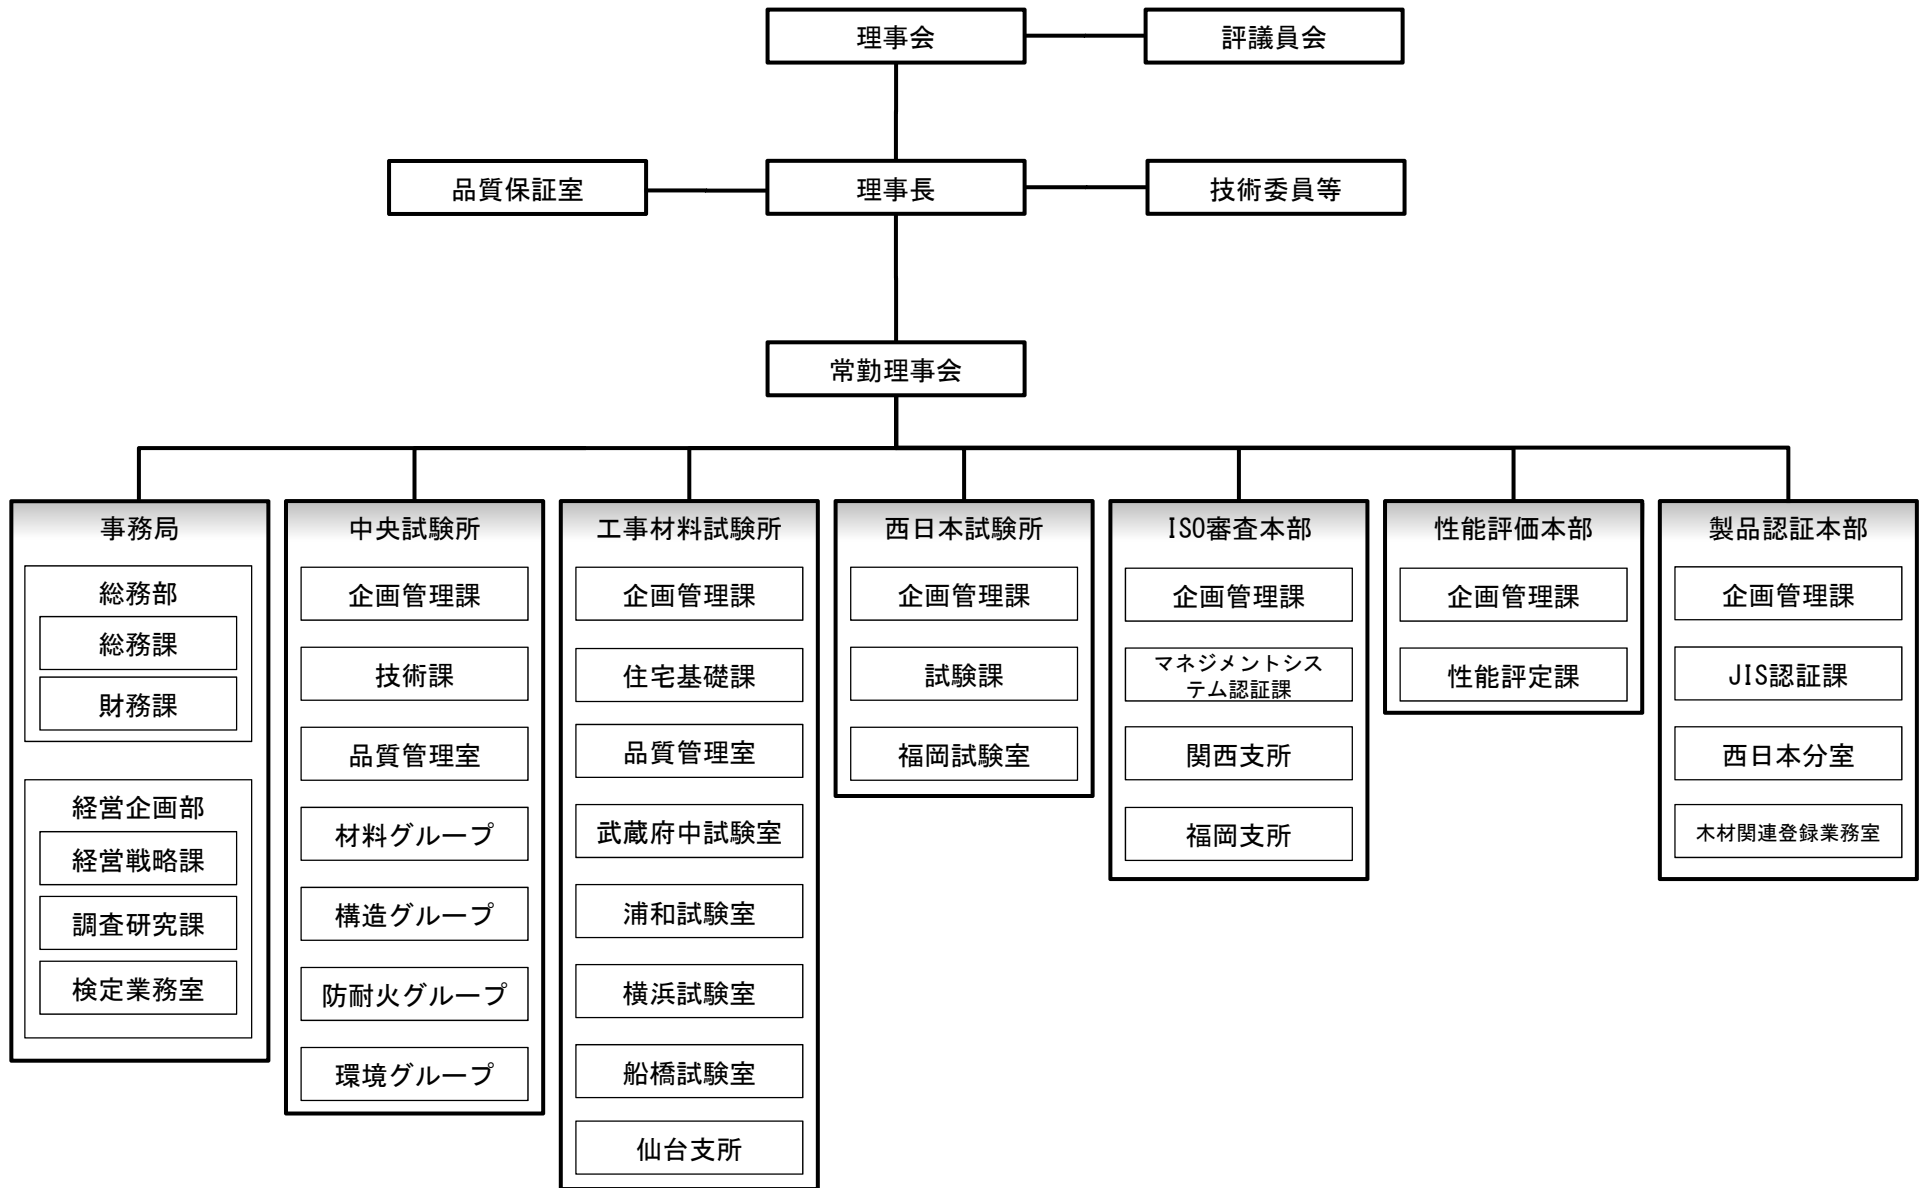 理事会
評議員会
品質保証室
理事長
技術委員等
常勤理事会
事務局
総務部
総務課
財務課
経営企画部
経営戦略課
調査研究課
検定業務室
中央試験所
企画管理課
技術課
品質管理室
材料グループ
構造グループ
防耐火グループ
環境グループ
工事材料試験所
企画管理課
住宅基礎課
品質管理室
武蔵府中試験室
浦和試験室
横浜試験室
船橋試験室
仙台支所
西日本試験所
企画管理課
試験課
福岡試験室
ISO審査本部
企画管理課
マネジメントシス
テム認証課
関西支所
福岡支所
性能評価本部
企画管理課
性能評定課
製品認証本部
企画管理課
JIS認証課
西日本分室
木材関連登録業務室